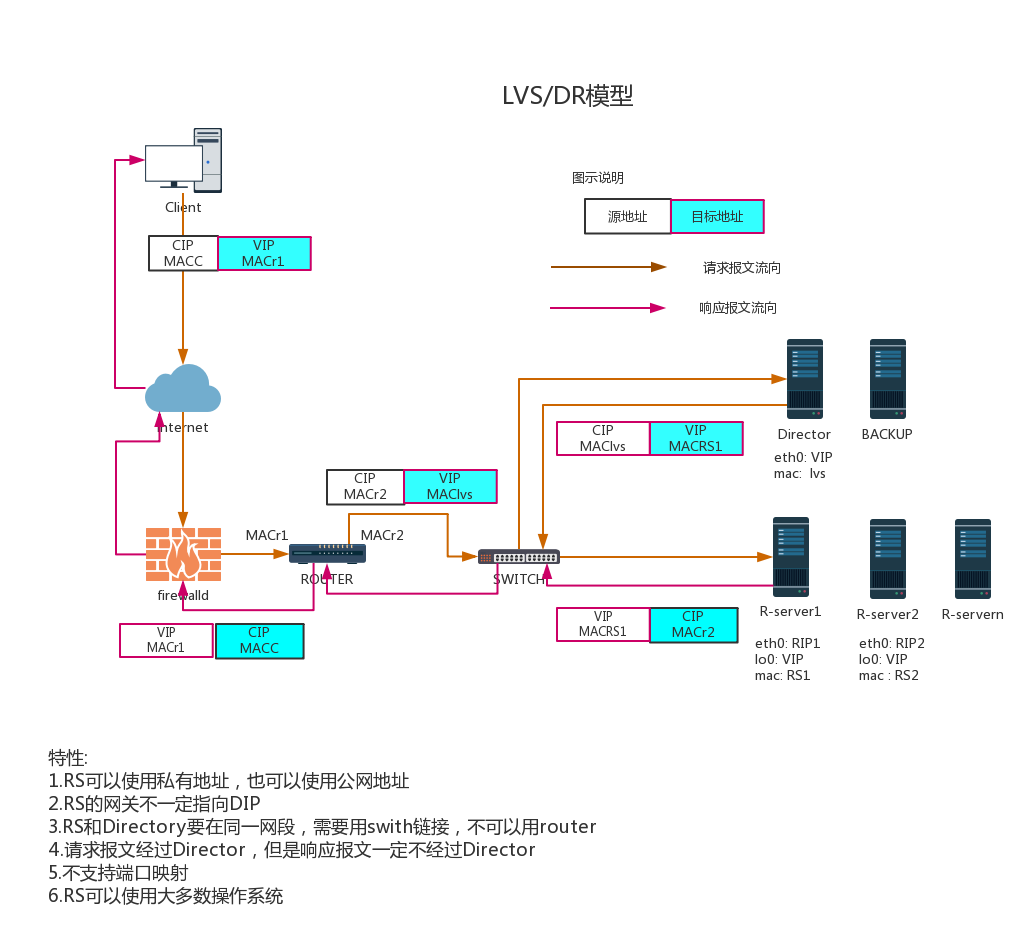 LVS/DR模型
图示说明
源地址 目标地址
请求报文流向
响应报文流向
Client
CIP
MACC
VIP
MACr1
Internet
Director
eth0: VIP
mac: lvs
BACKUP
CIP
MAClvs
VIP
MACRS1
CIP
MACr2
VIP
MAClvs
MACr1
MACr2
firewalld
ROUTER
SWITCH
R-server1
eth0: RIP1
lo0: VIP
mac: RS1
R-server2
eth0: RIP2
lo0: VIP
mac : RS2
R-servern
VIP
MACRS1
CIP
MACr2
VIP
MACr1
CIP
MACC
特性:
1.RS可以使用私有地址，也可以使用公网地址
2.RS的网关不一定指向DIP
3.RS和Directory要在同一网段，需要用swith链接，不可以用router
4.请求报文经过Director，但是响应报文一定不经过Director
5.不支持端口映射
6.RS可以使用大多数操作系统